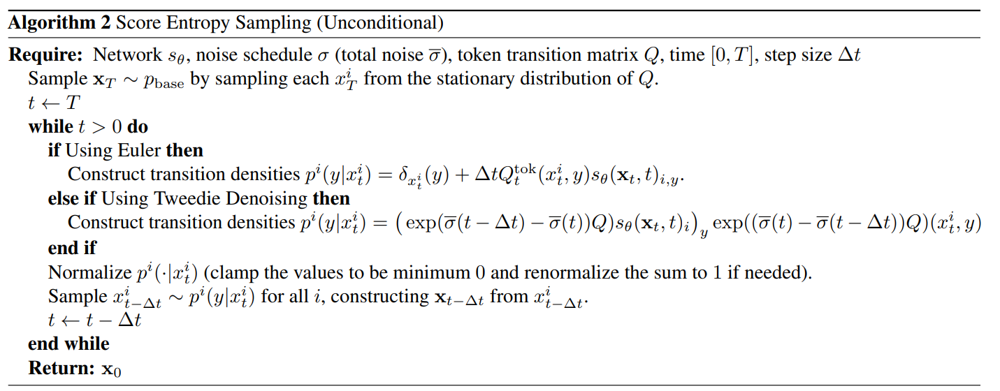 Algorithm 2 Score Entropy Sampling (Unconditional)
Require: Network $s_\theta$, noise schedule $\sigma$ (total noise $\overline{\sigma}$), token transition matrix $Q$, time $[0, T]$, step size $\Delta t$
Sample $\mathbf{x}_T \sim p_{\mathrm{base}}$ by sampling each $x_T^i$ from the stationary distribution of $Q$.
$t \leftarrow T$
while $t > 0$ do
if Using Euler then
Construct transition densities $p^i(y|x_t^i) = \delta_{x_t^i}(y) + \Delta t Q_t^{\mathrm{tok}}(x_t^i, y) s_\theta(\mathbf{x}_t, t)_{i,y}$.
else if Using Tweedie Denoising then
Construct transition densities $p^i(y|x_t^i) = \left(\exp(\overline{\sigma}(t - \Delta t) - \overline{\sigma}(t))Q) s_\theta(\mathbf{x}_t, t)_i\right)_y \exp((\overline{\sigma}(t) - \overline{\sigma}(t - \Delta t))Q)(x_t^i, y)$
end if
Normalize $p^i(\cdot|x_t^i)$ (clamp the values to be minimum 0 and renormalize the sum to 1 if needed).
Sample $x_{t-\Delta t}^i \sim p^i(y|x_t^i)$ for all $i$, constructing $\mathbf{x}_{t-\Delta t}$ from $x_{t-\Delta t}^i$.
$t \leftarrow t - \Delta t$
end while
Return: $\mathbf{x}_0$